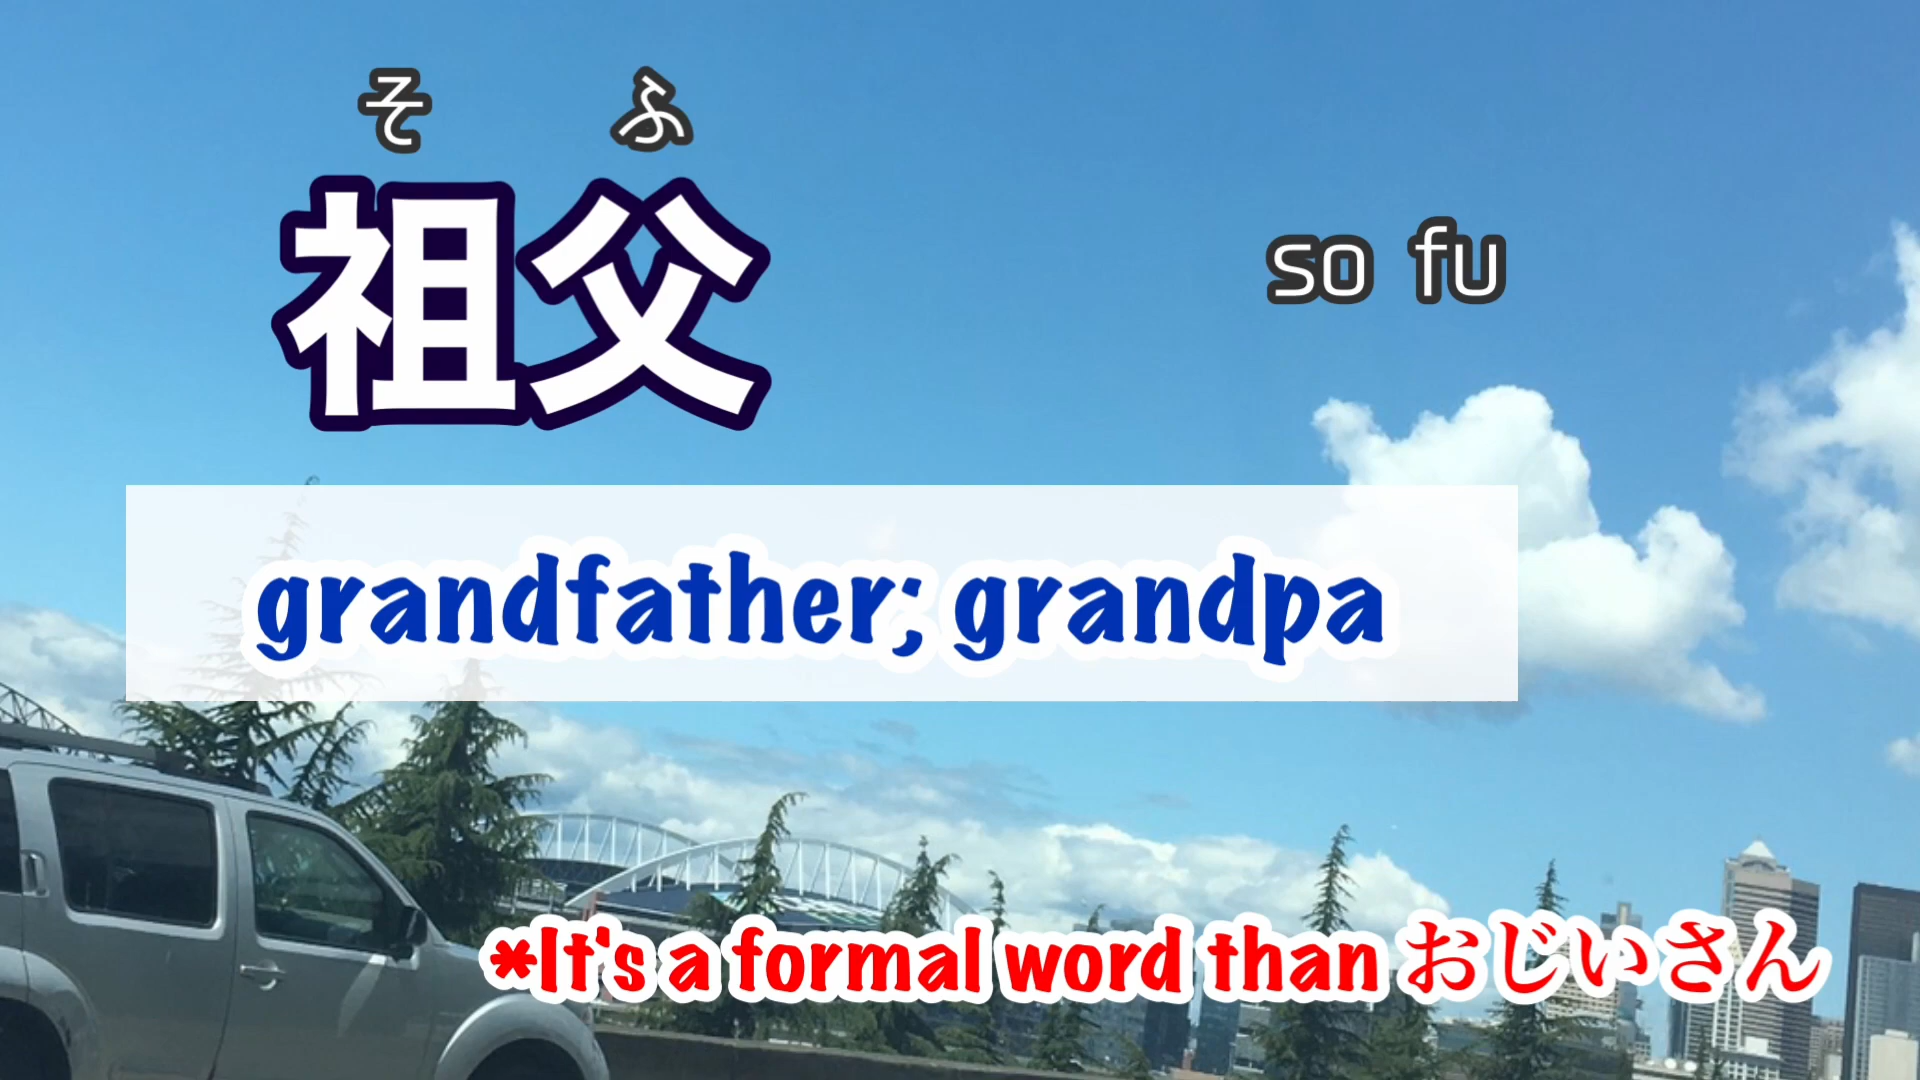 そ ふ
祖父
so fu
grandfather; grandpa
*It's a formal word than おじいさん